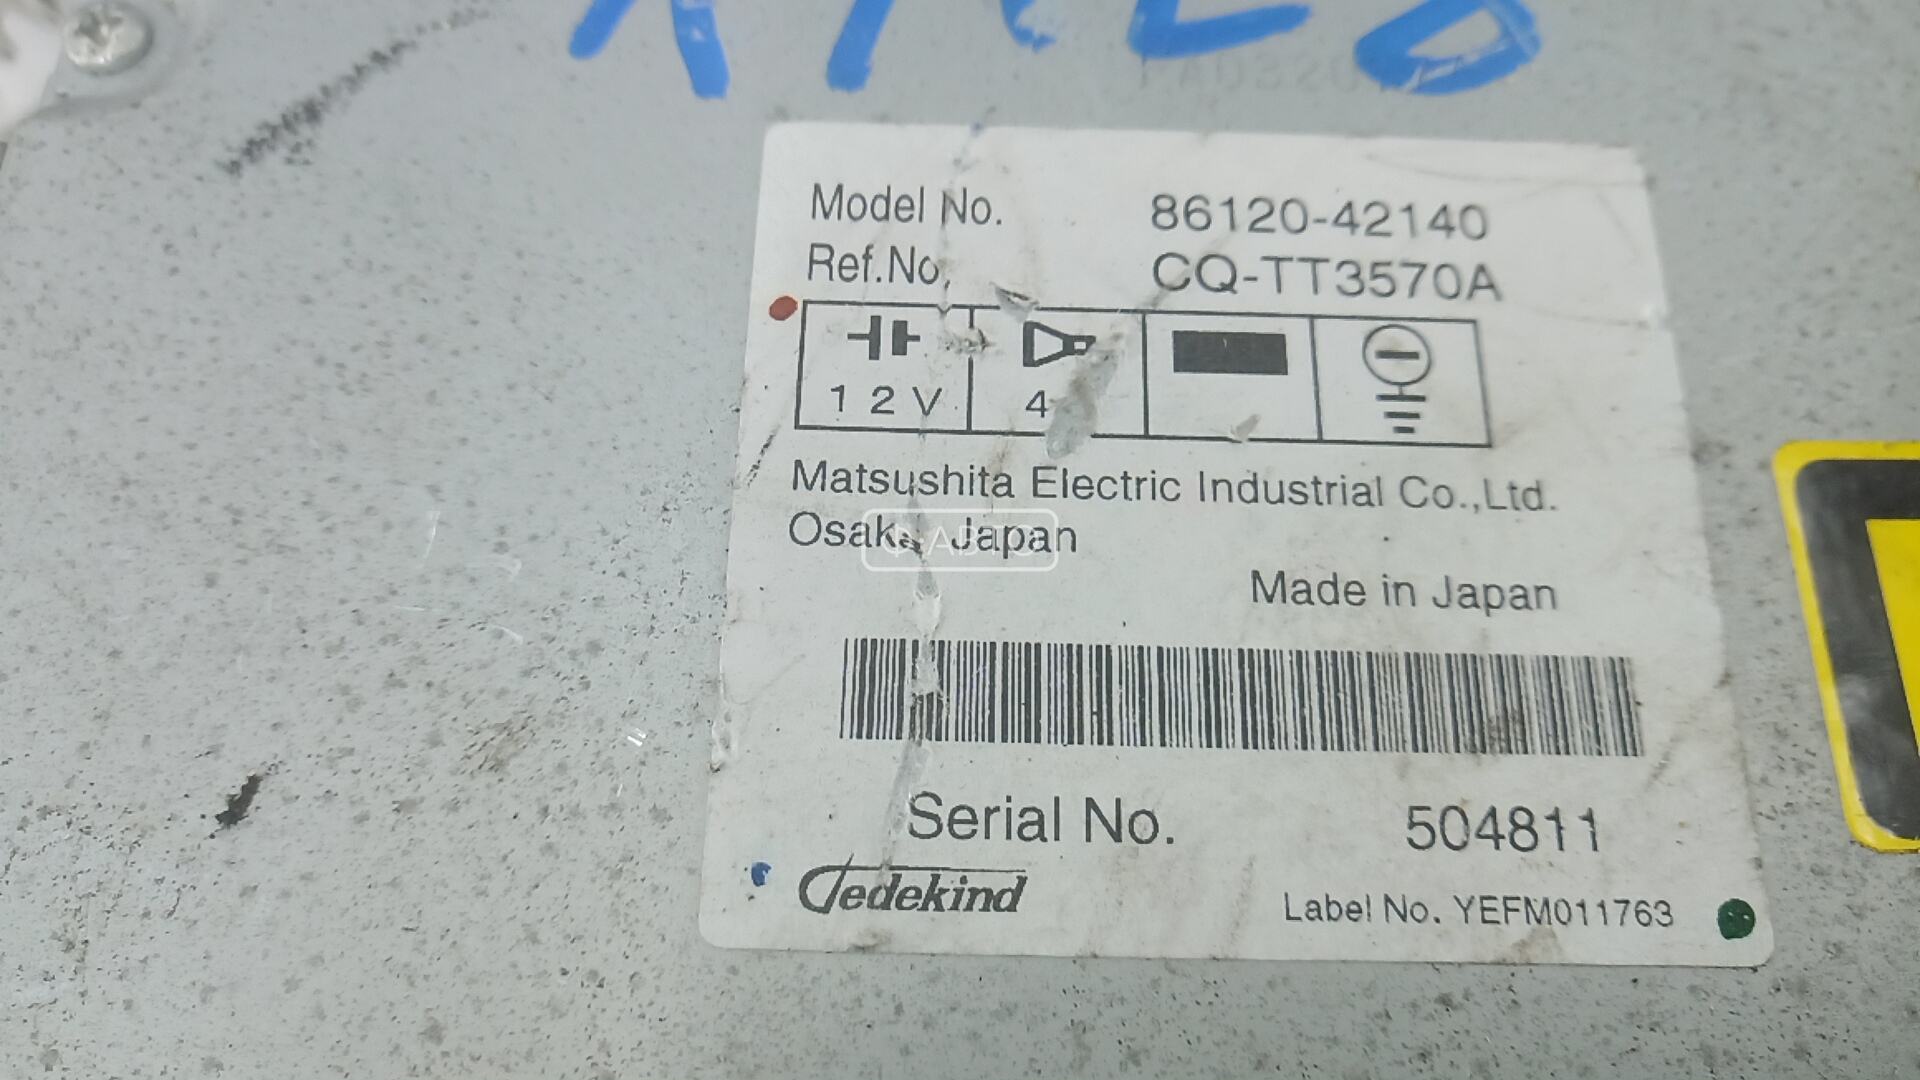 Model No. 86120-42140
Ref.No. CQ-TT3570A
12V 4
Matsushita Electric Industrial Co.,Ltd.
Osaka Japan
Made in Japan
Serial No. 504811
Label No. YEFM011763